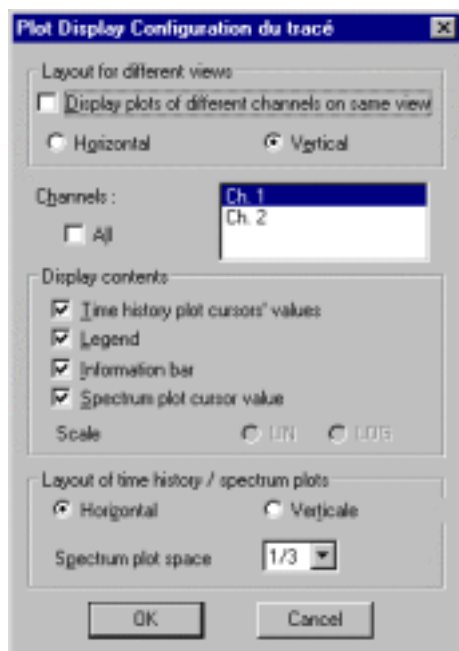 Plot Display Configuration du tracé
Layout for different views
Display plots of different channels on same view
Horizontal
Vertical
Channels :
All
Ch. 1
Ch. 2
Display contents
Time history plot cursors' values
Legend
Information bar
Spectrum plot cursor value
Scale
LIN
LOG
Layout of time history / spectrum plots
Horizontal
Verticale
Spectrum plot space
1/3
OK
Cancel